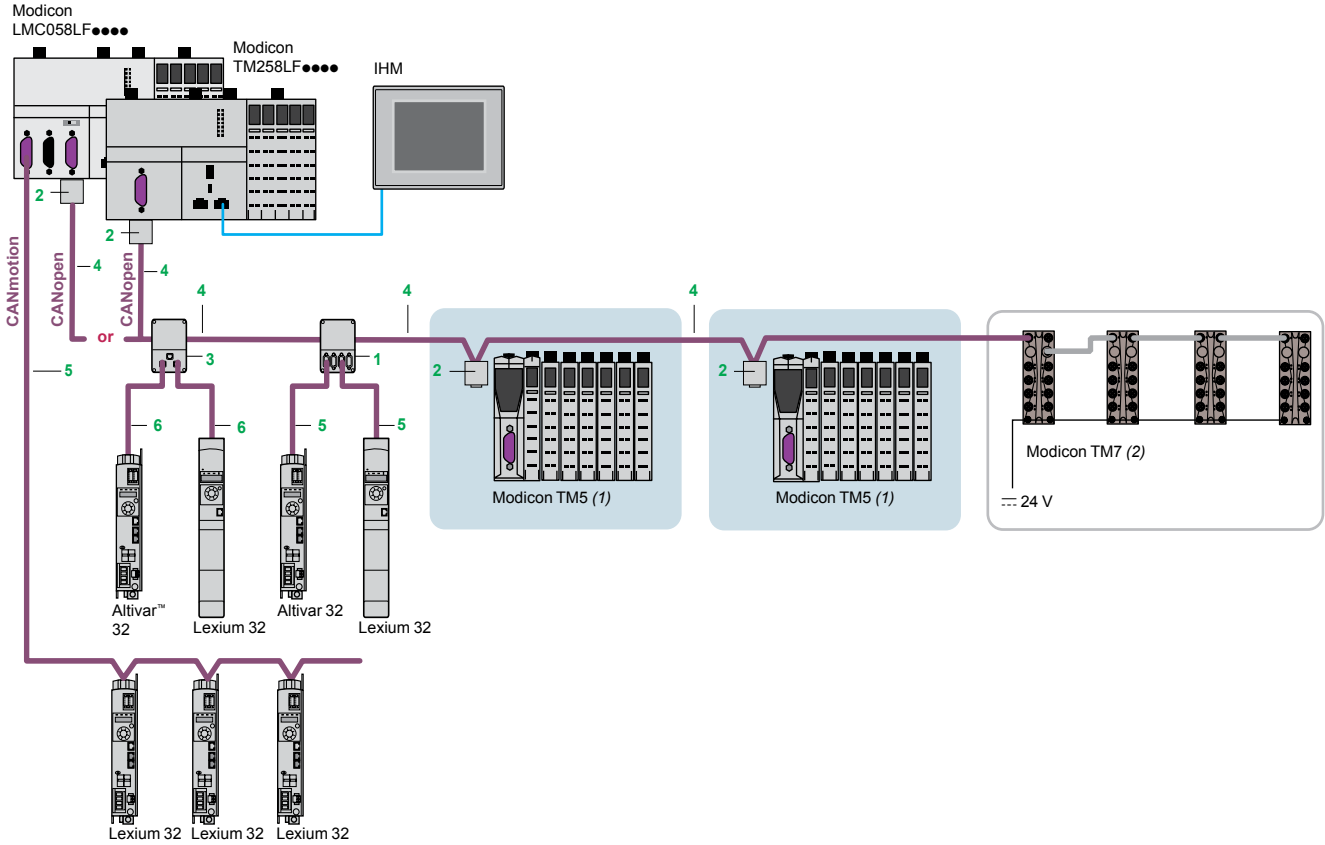 Modicon
LMC058LF●●●●
Modicon
TM258LF●●●●
IHM
2
2
CANmotion
CANopen
4
CANopen
4
or
4
4
4
5
3
1
2
2
6
6
5
5
Modicon TM5 (1)
Modicon TM5 (1)
Modicon TM7 (2)
24 V
Altivar™
32
Lexium 32
Altivar 32
Lexium 32
Lexium 32
Lexium 32
Lexium 32